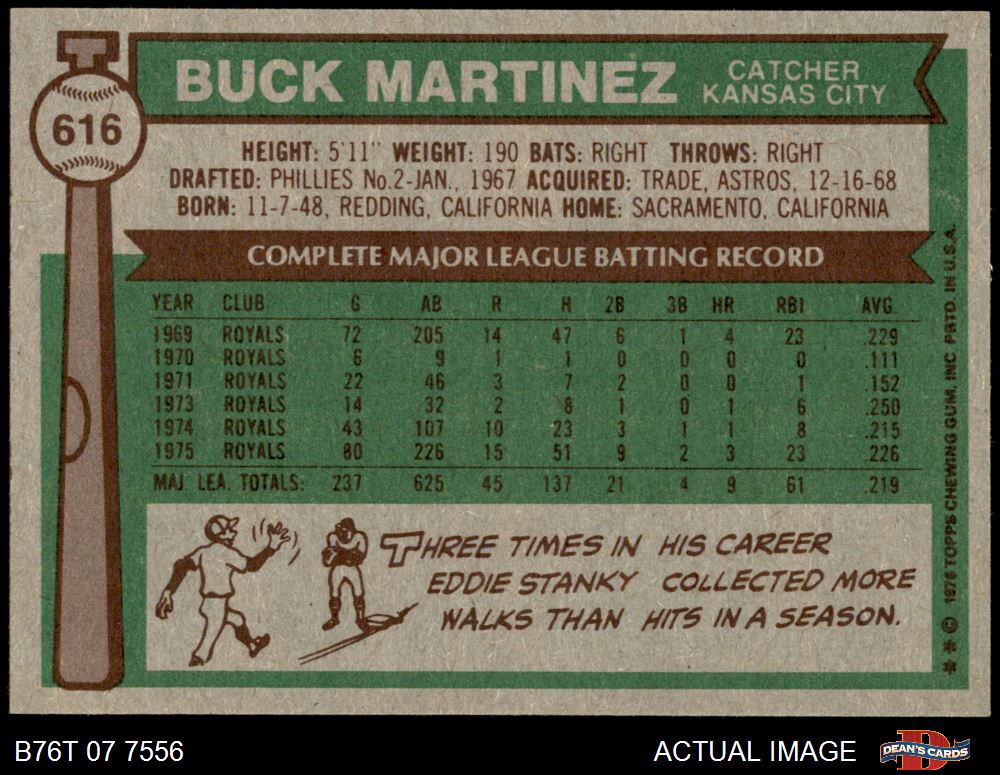 616
BUCK MARTINEZ
CATCHER
KANSAS CITY
HEIGHT: 5'11" WEIGHT: 190 BATS: RIGHT THROWS: RIGHT
DRAFTED: PHILLIES No.2-JAN., 1967 ACQUIRED: TRADE, ASTROS, 12-16-68
BORN: 11-7-48, REDDING, CALIFORNIA HOME: SACRAMENTO, CALIFORNIA
COMPLETE MAJOR LEAGUE BATTING RECORD
YEAR CLUB G AB R H 2B 3B HR RBI AVG.
1969 ROYALS 72 205 14 47 6 1 4 23 .229
1970 ROYALS 6 9 1 1 0 0 0 0 .111
1971 ROYALS 22 46 3 7 2 0 0 1 .152
1973 ROYALS 14 32 2 8 1 0 1 6 .250
1974 ROYALS 43 107 10 23 3 1 1 8 .215
1975 ROYALS 80 226 15 51 9 2 3 23 .226
MAJ. LEA. TOTALS: 237 625 45 137 21 4 9 61 .219
THREE TIMES IN HIS CAREER
EDDIE STANKY COLLECTED MORE
WALKS THAN HITS IN A SEASON.
* * © 1976 TOPPS CHEWING GUM, INC PRTD. IN U.S.A.
B76T 07 7556
ACTUAL IMAGE
D
DEAN'S CARDS